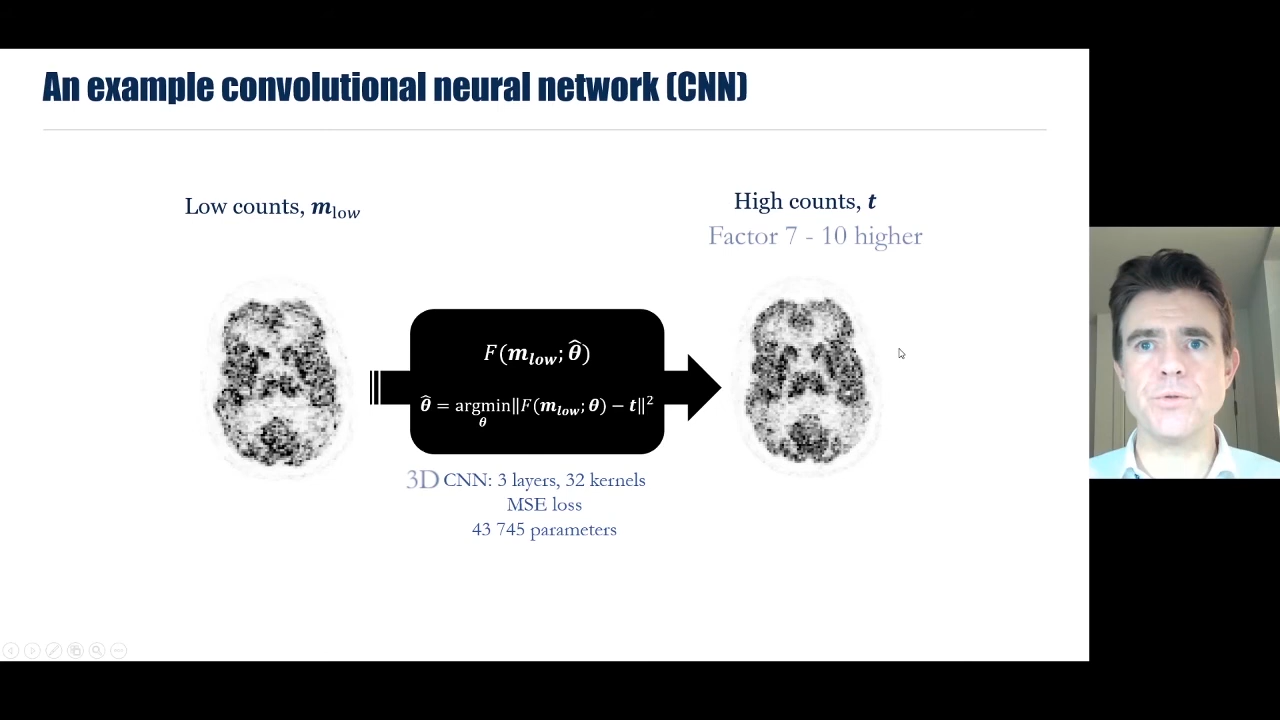 An example convolutional neural network (CNN)
Low counts, m_low
High counts, t
Factor 7 - 10 higher
F(m_low; θ̂)
θ̂ = argmin_θ ‖F(m_low; θ) − t‖²
3D CNN: 3 layers, 32 kernels
MSE loss
43 745 parameters